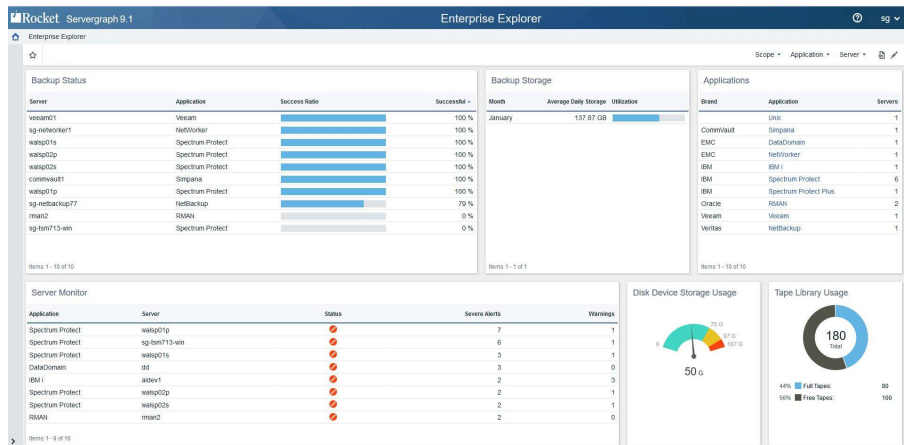 Rocket Servergraph 9.1
Enterprise Explorer
sg
Enterprise Explorer
Scope Application Server
Backup Status
Server Application Success Ratio Successful
veeam01 Veeam 100 %
sg-networker1 NetWorker 100 %
walsp01s Spectrum Protect 100 %
walsp02p Spectrum Protect 100 %
walsp02s Spectrum Protect 100 %
commvault1 Simpana 100 %
walsp01p Spectrum Protect 100 %
sg-netbackup77 NetBackup 79 %
rman2 RMAN 0 %
sg-tsm713-win Spectrum Protect 0 %
Items 1 - 10 of 10
Backup Storage
Month Average Daily Storage Utilization
January 137.87 GB
Items 1 - 1 of 1
Applications
Brand Application Servers
Unix 1
CommVault Simpana 1
EMC DataDomain 1
EMC NetWorker 1
IBM IBM i 1
IBM Spectrum Protect 6
IBM Spectrum Protect Plus 1
Oracle RMAN 2
Veeam Veeam 1
Veritas NetBackup 1
Items 1 - 10 of 10
Server Monitor
Application Server Status Severe Alerts Warnings
Spectrum Protect walsp01p 7 1
Spectrum Protect sg-tsm713-win 6 1
Spectrum Protect walsp01s 3 1
DataDomain dd 3 0
IBM i aldev1 2 3
Spectrum Protect walsp02p 2 1
Spectrum Protect walsp02s 2 1
RMAN rman2 2 0
Items 1 - 8 of 16
Disk Device Storage Usage
75 G
97 G
0
107 G
50 G
Tape Library Usage
180
Total
44% Full Tapes: 80
56% Free Tapes: 100